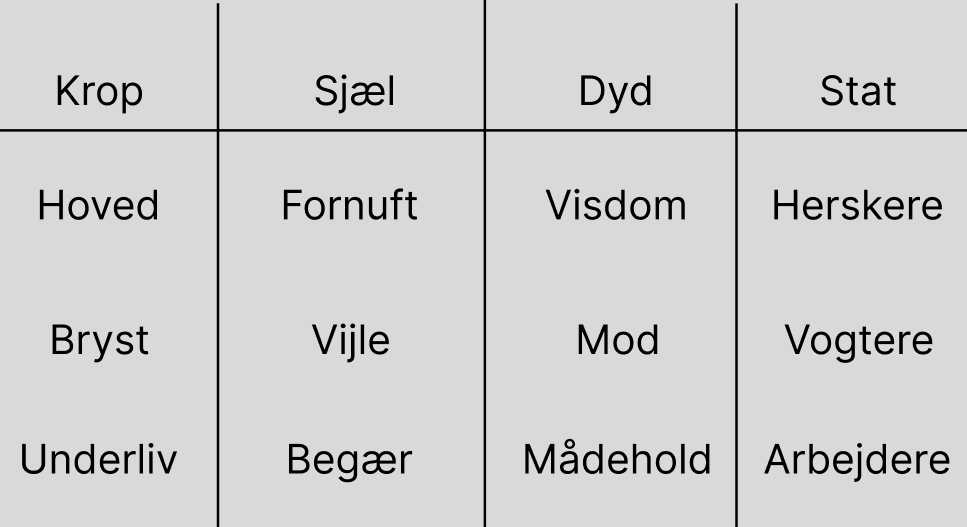 Krop Sjæl Dyd Stat
Hoved Fornuft Visdom Herskere
Bryst Vijle Mod Vogtere
Underliv Begær Mådehold Arbejdere